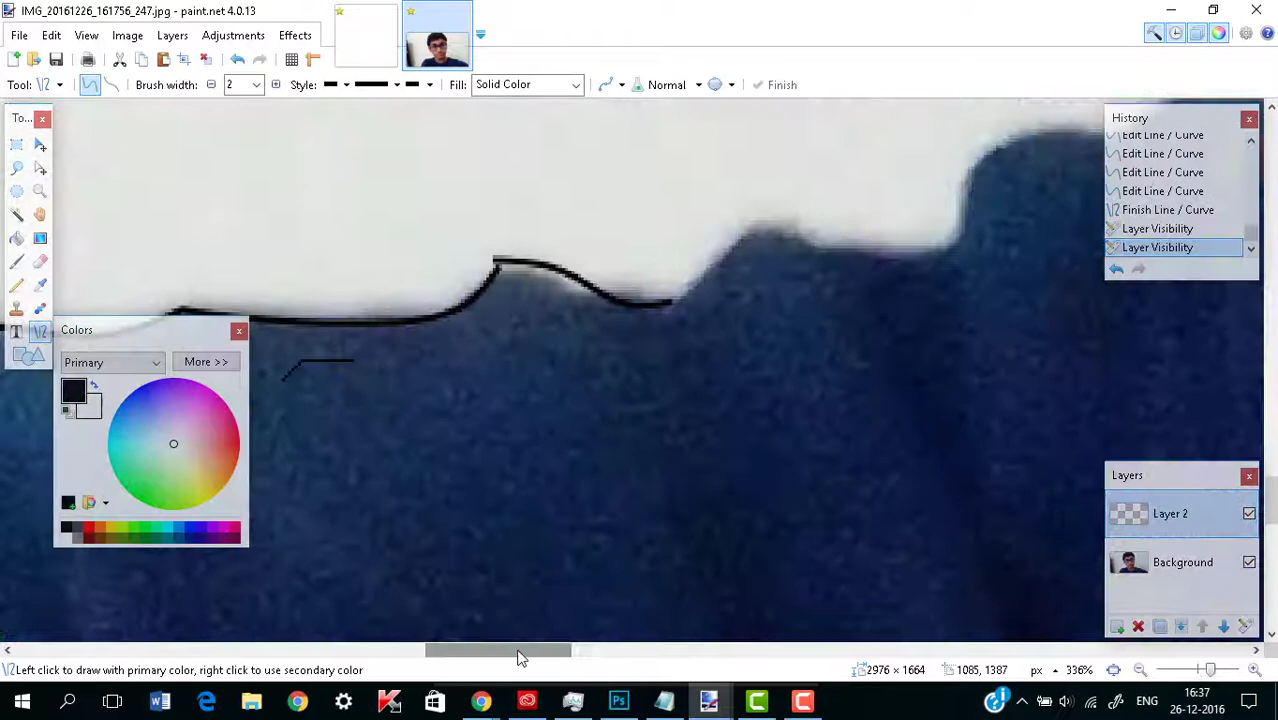 IMG_20161226_161756_247.jpg - paint.net 4.0.13
File Edit View Image Layers Adjustments Effects
Tool: Brush width: 2 Style: Fill: Solid Color Normal Finish
To...
History
Edit Line / Curve
Edit Line / Curve
Edit Line / Curve
Edit Line / Curve
Finish Line / Curve
Layer Visibility
Layer Visibility
Colors
Primary More >>
Layers
Layer 2
Background
Left click to draw with primary color, right click to use secondary color 2976 x 1664 1085, 1387 px 336%
ENG 16:37
26-12-2016